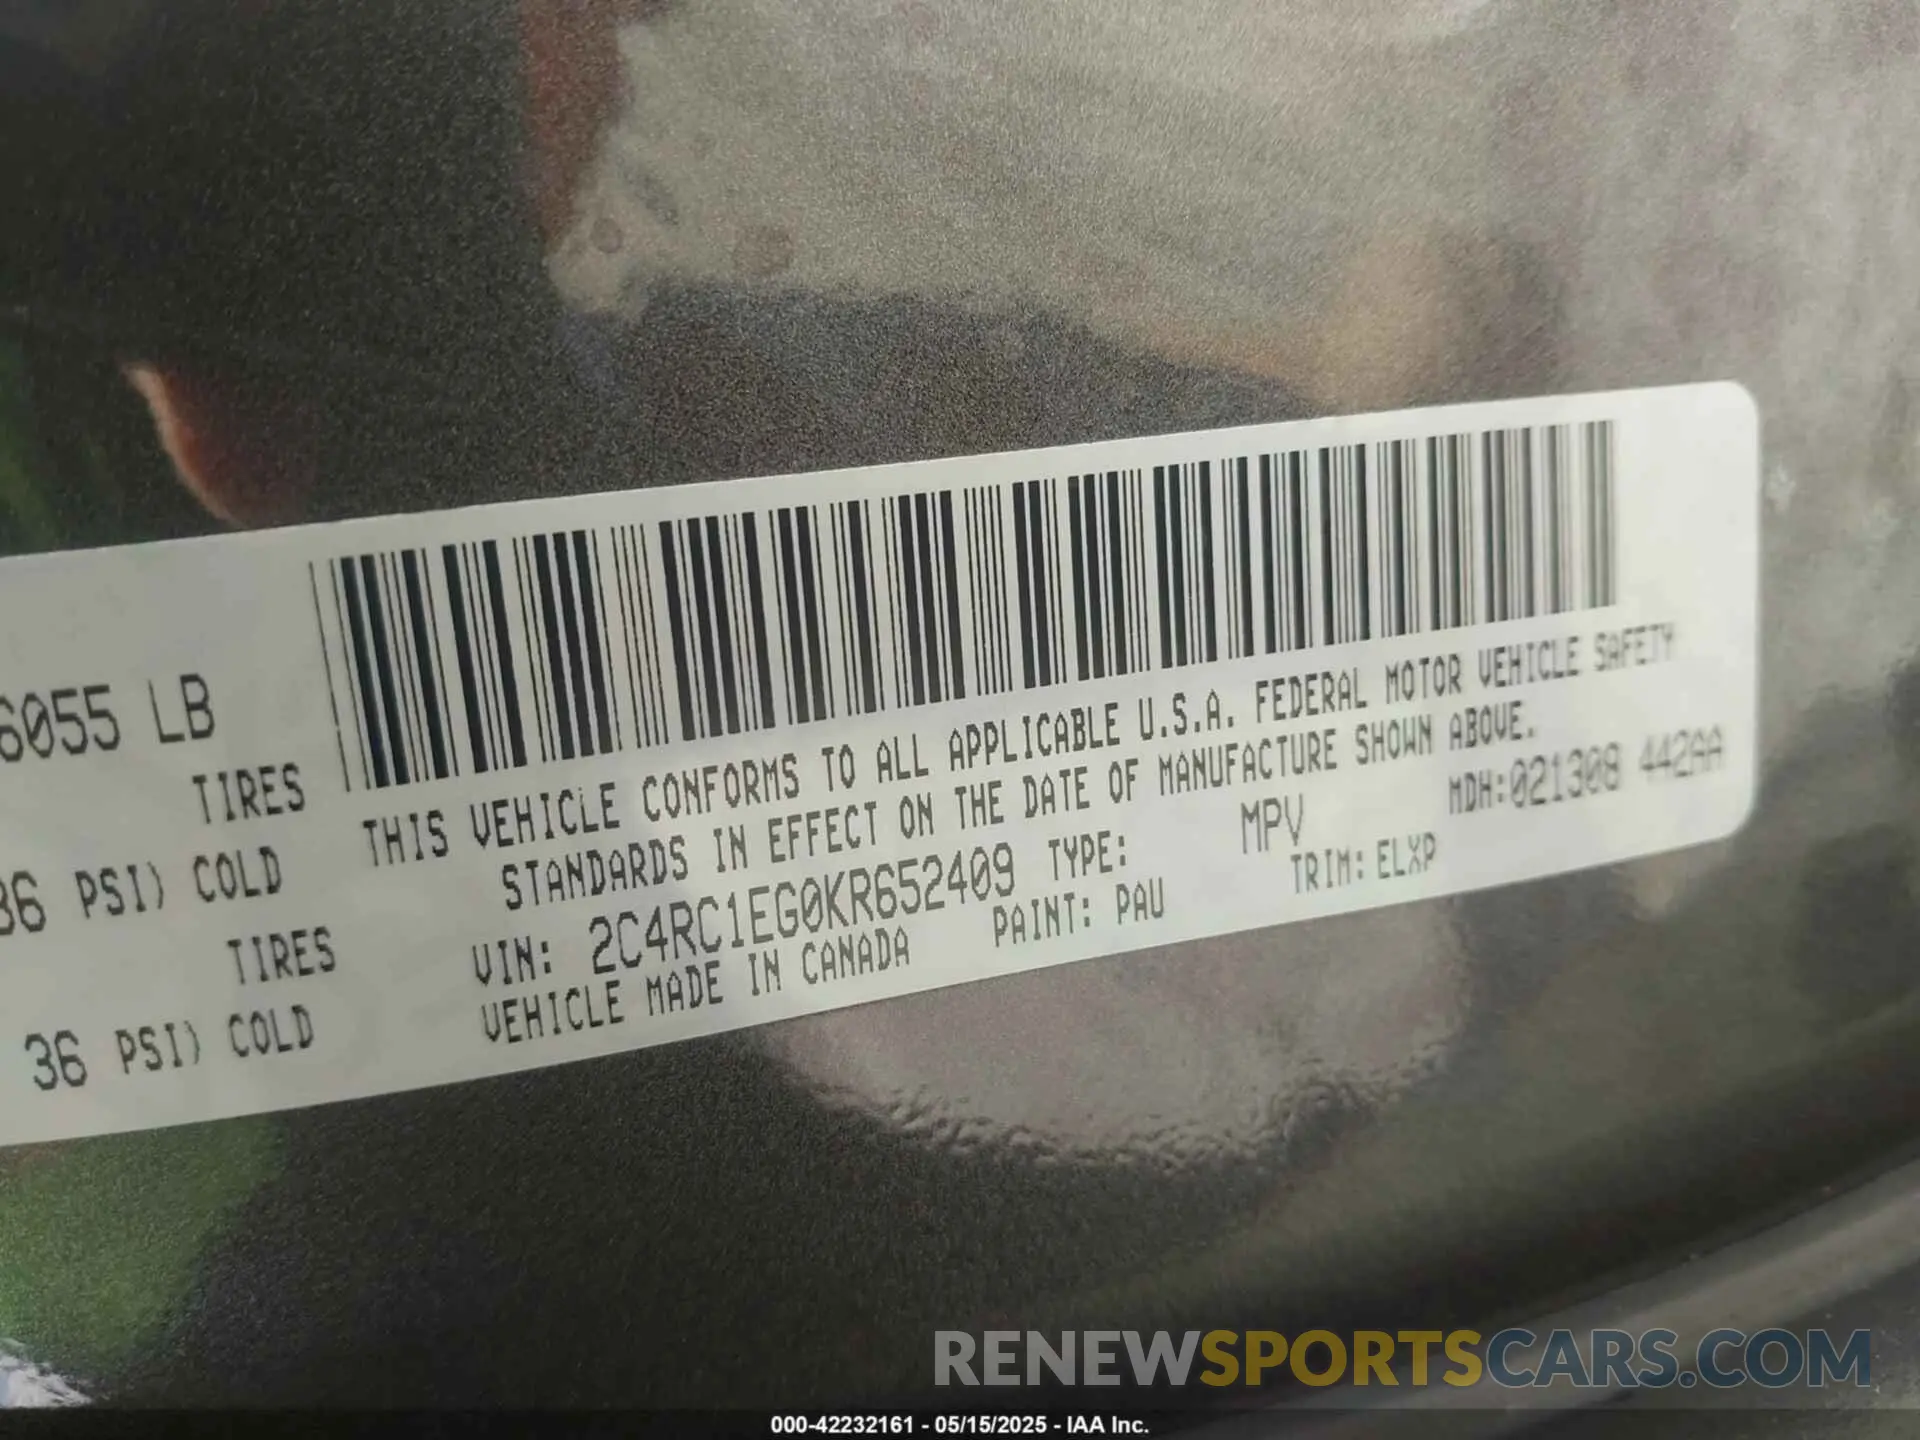 6055 LB
TIRES
36 PSI) COLD
TIRES
36 PSI) COLD
THIS VEHICLE CONFORMS TO ALL APPLICABLE U.S.A. FEDERAL MOTOR VEHICLE SAFETY
STANDARDS IN EFFECT ON THE DATE OF MANUFACTURE SHOWN ABOVE.
VIN: 2C4RC1EG0KR652409 TYPE: MPV MDH:021308 442AA
VEHICLE MADE IN CANADA PAINT: PAU TRIM: ELXP
RENEWSPORTSCARS.COM
000-42232161 - 05/15/2025 - IAA Inc.